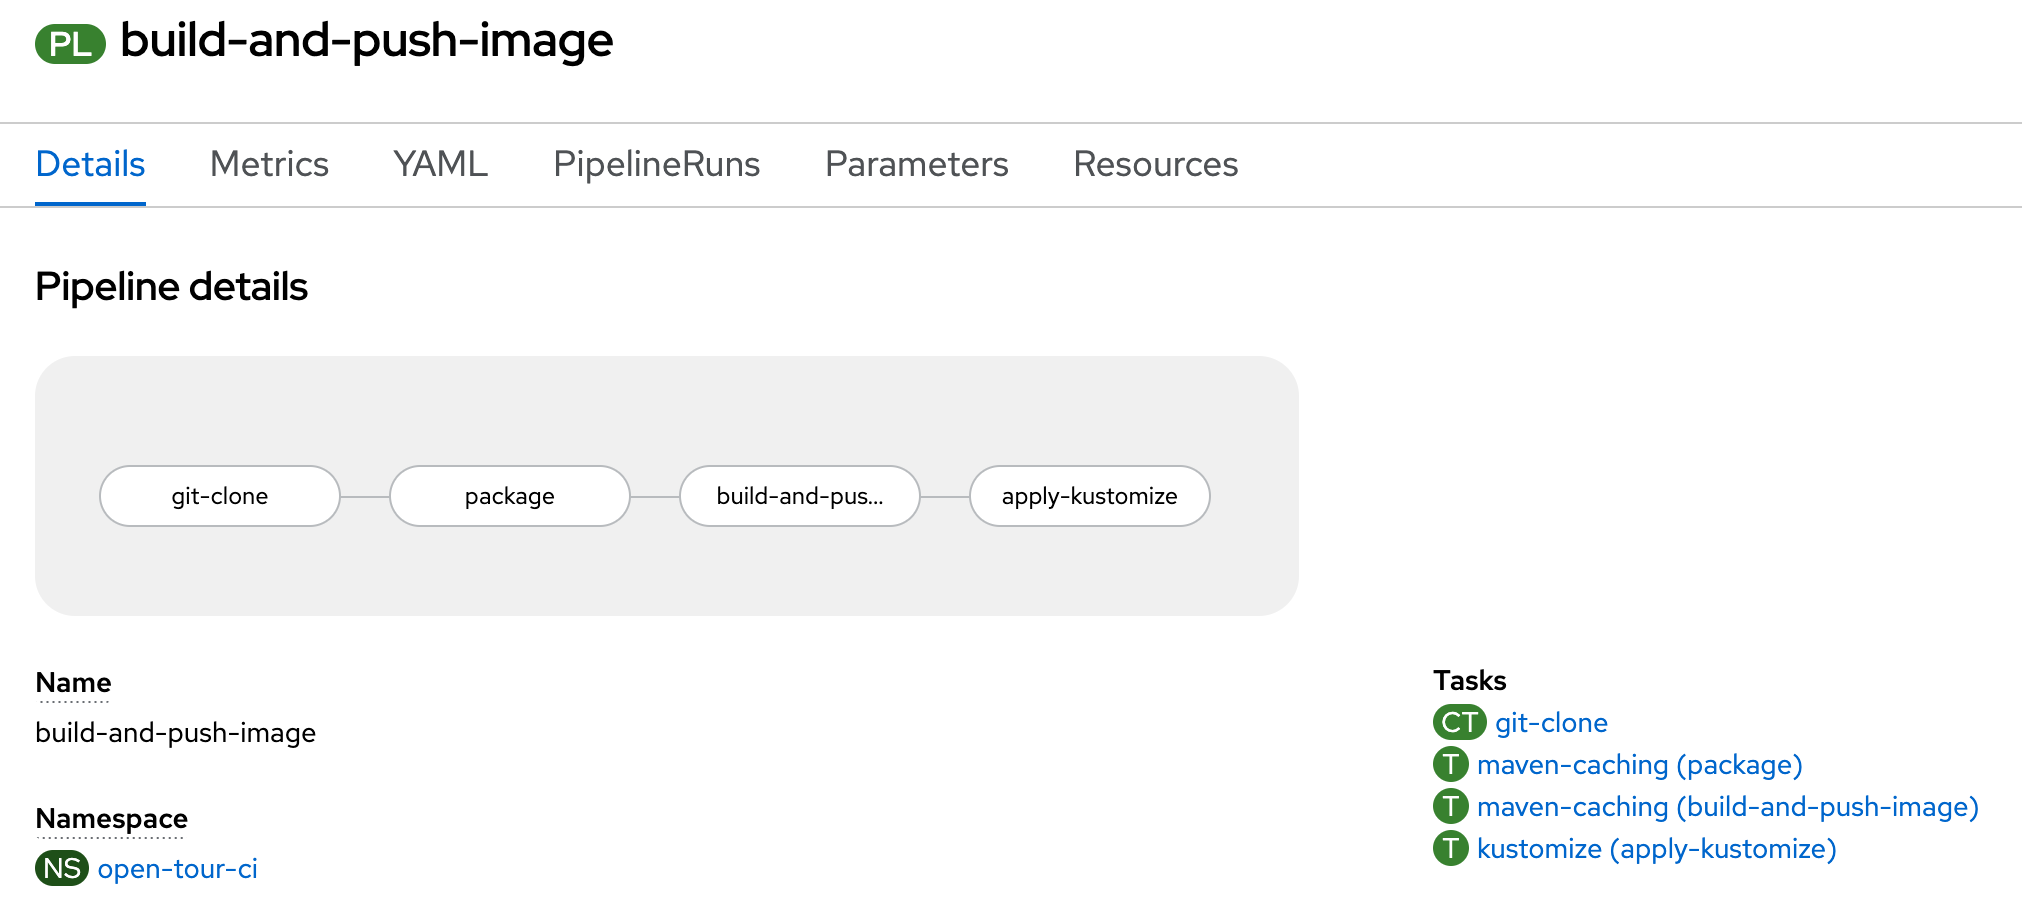 PL build-and-push-image
Details Metrics YAML PipelineRuns Parameters Resources
Pipeline details
git-clone package build-and-pus... apply-kustomize
Name
build-and-push-image
Namespace
NS open-tour-ci
Tasks
CT git-clone
T maven-caching (package)
T maven-caching (build-and-push-image)
T kustomize (apply-kustomize)